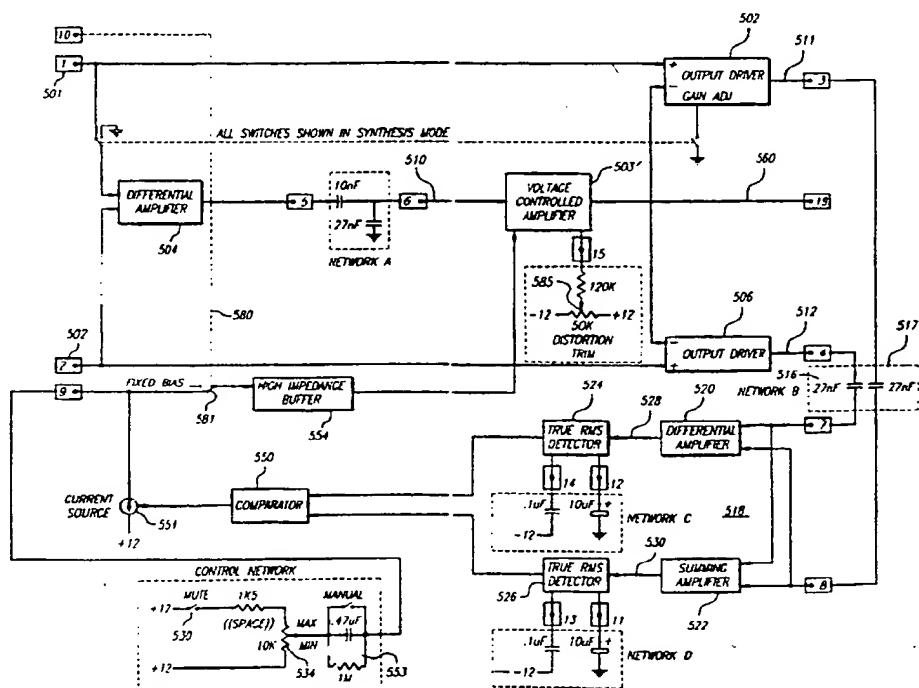 10
502
511
1
501
+
OUTPUT DRIVER
GAIN ADJ
−
3
ALL SWITCHES SHOWN IN SYNTHESIS MODE
503'
510
560
DIFFERENTIAL
AMPLIFIER
504
5
10nF
27nF
NETWORK A
6
VOLTAGE
CONTROLLED
AMPLIFIER
19
15
585
120K
-12
+12
50K
DISTORTION
TRIM
580
506
512
517
−
OUTPUT DRIVER
+
4
502
2
9
FIXED BIAS
581
HIGH IMPEDANCE
BUFFER
554
516
27nF
27nF
NETWORK B
524
528
520
7
TRUE RMS
DETECTOR
DIFFERENTIAL
AMPLIFIER
550
COMPARATOR
CURRENT
SOURCE
551
+12
14
12
.1uF
10uF
+
-12
NETWORK C
518
530
TRUE RMS
DETECTOR
526
SUMMING
AMPLIFIER
522
8
13
11
.1uF
10uF
+
-12
NETWORK D
CONTROL NETWORK
+12
MUTE
530
1K5
((SPACE))
10K
534
MAX
MIN
MANUAL
.47uF
1M
553
+12